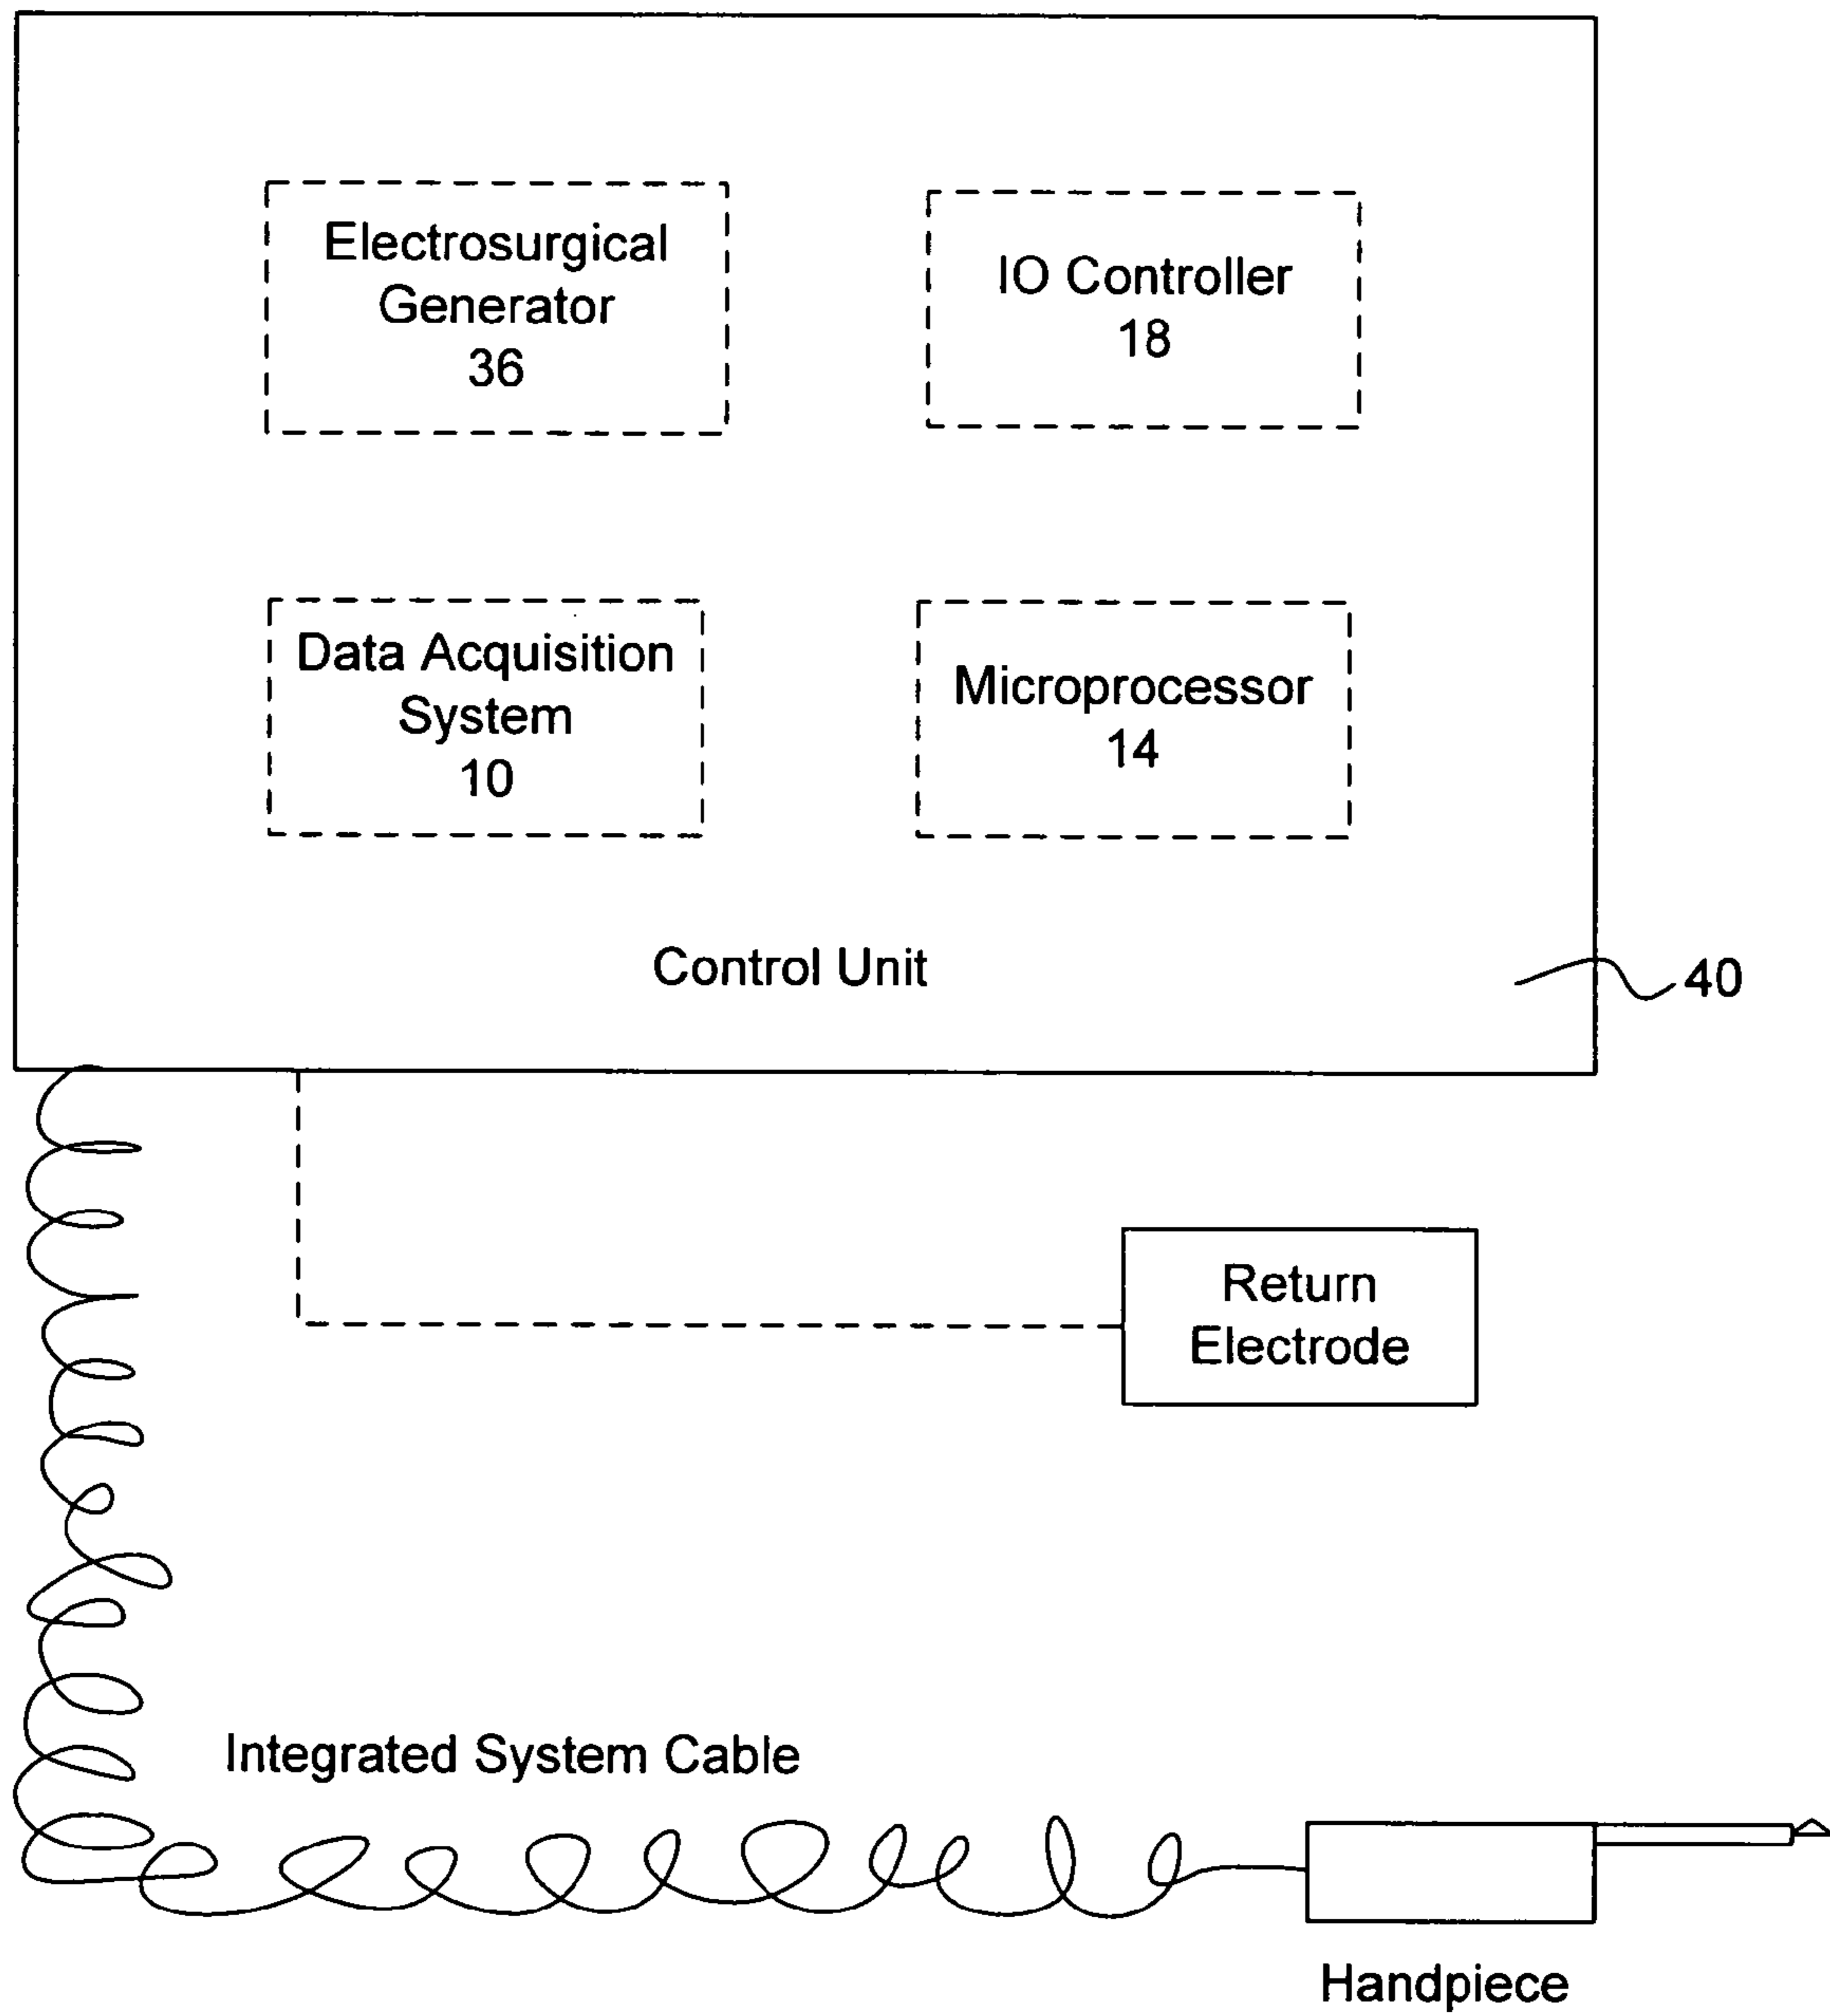 Electrosurgical
Generator
36
IO Controller
18
Data Acquisition
System
10
Microprocessor
14
Control Unit
40
Return
Electrode
Integrated System Cable
Handpiece